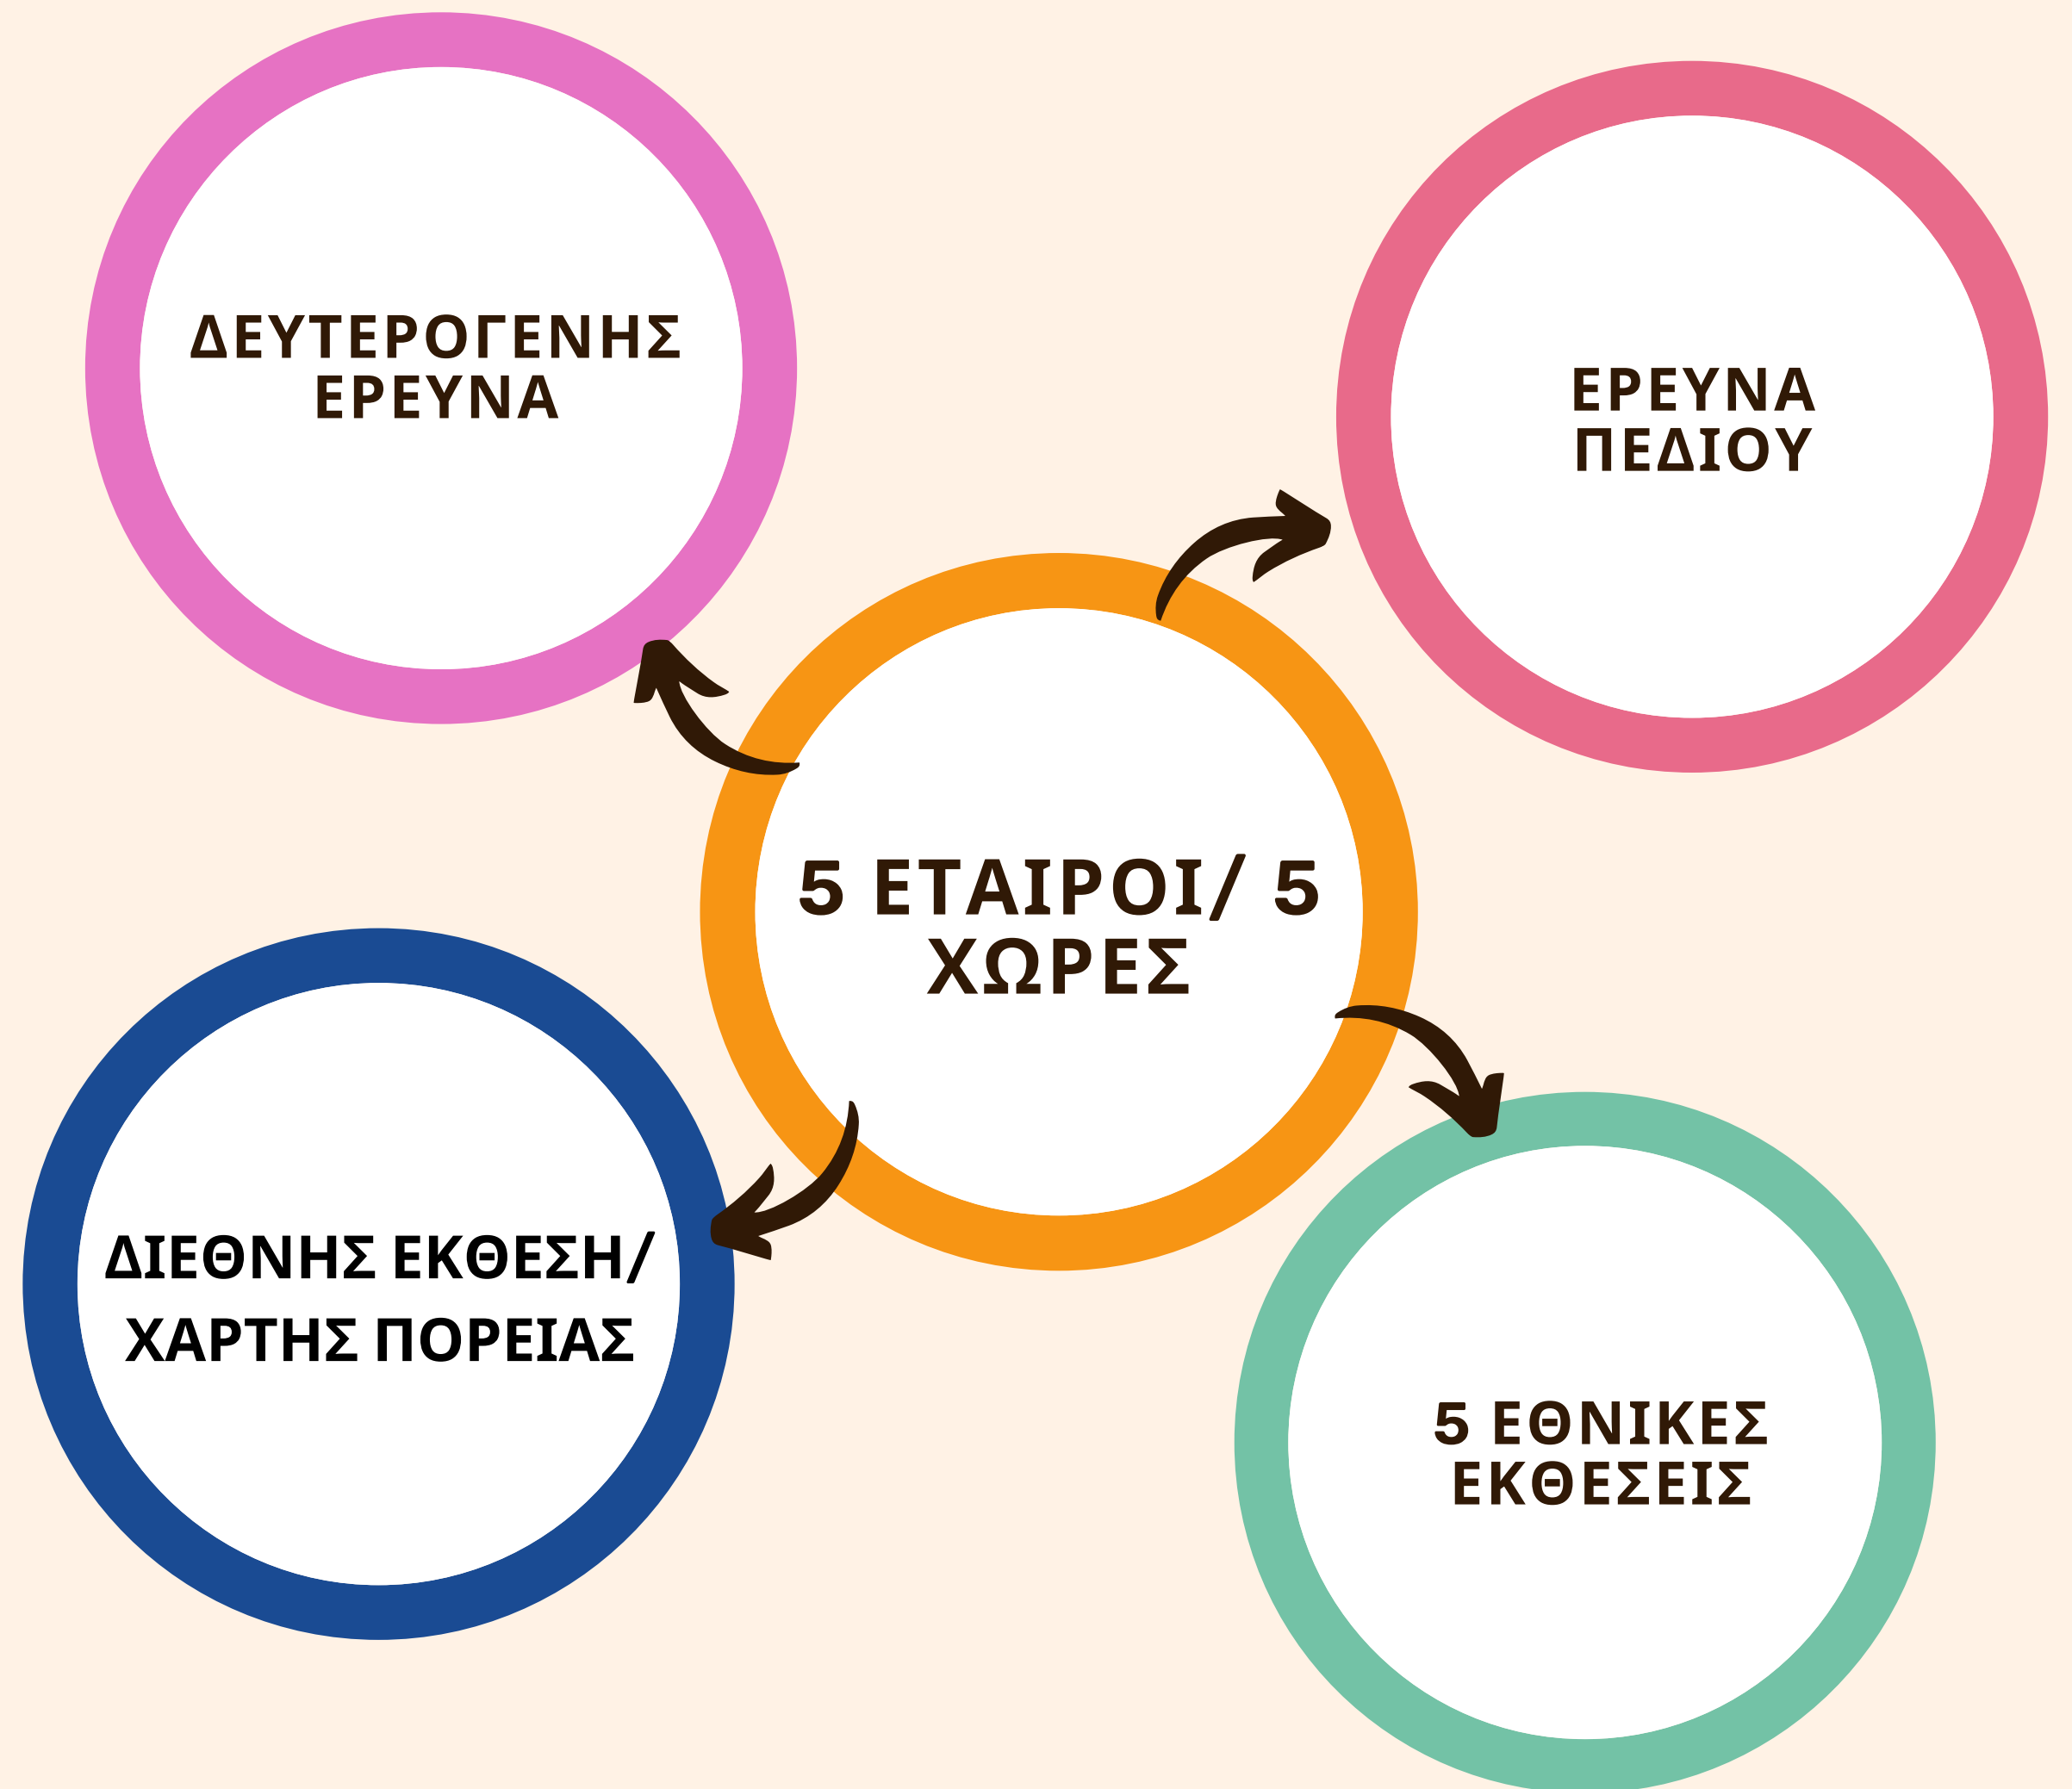 ΔΕΥΤΕΡΟΓΕΝΗΣ
ΕΡΕΥΝΑ
ΕΡΕΥΝΑ
ΠΕΔΙΟΥ
5 ΕΤΑΙΡΟΙ/ 5
ΧΩΡΕΣ
ΔΙΕΘΝΗΣ ΕΚΘΕΣΗ/
ΧΑΡΤΗΣ ΠΟΡΕΙΑΣ
5 ΕΘΝΙΚΕΣ
ΕΚΘΕΣΕΙΣ